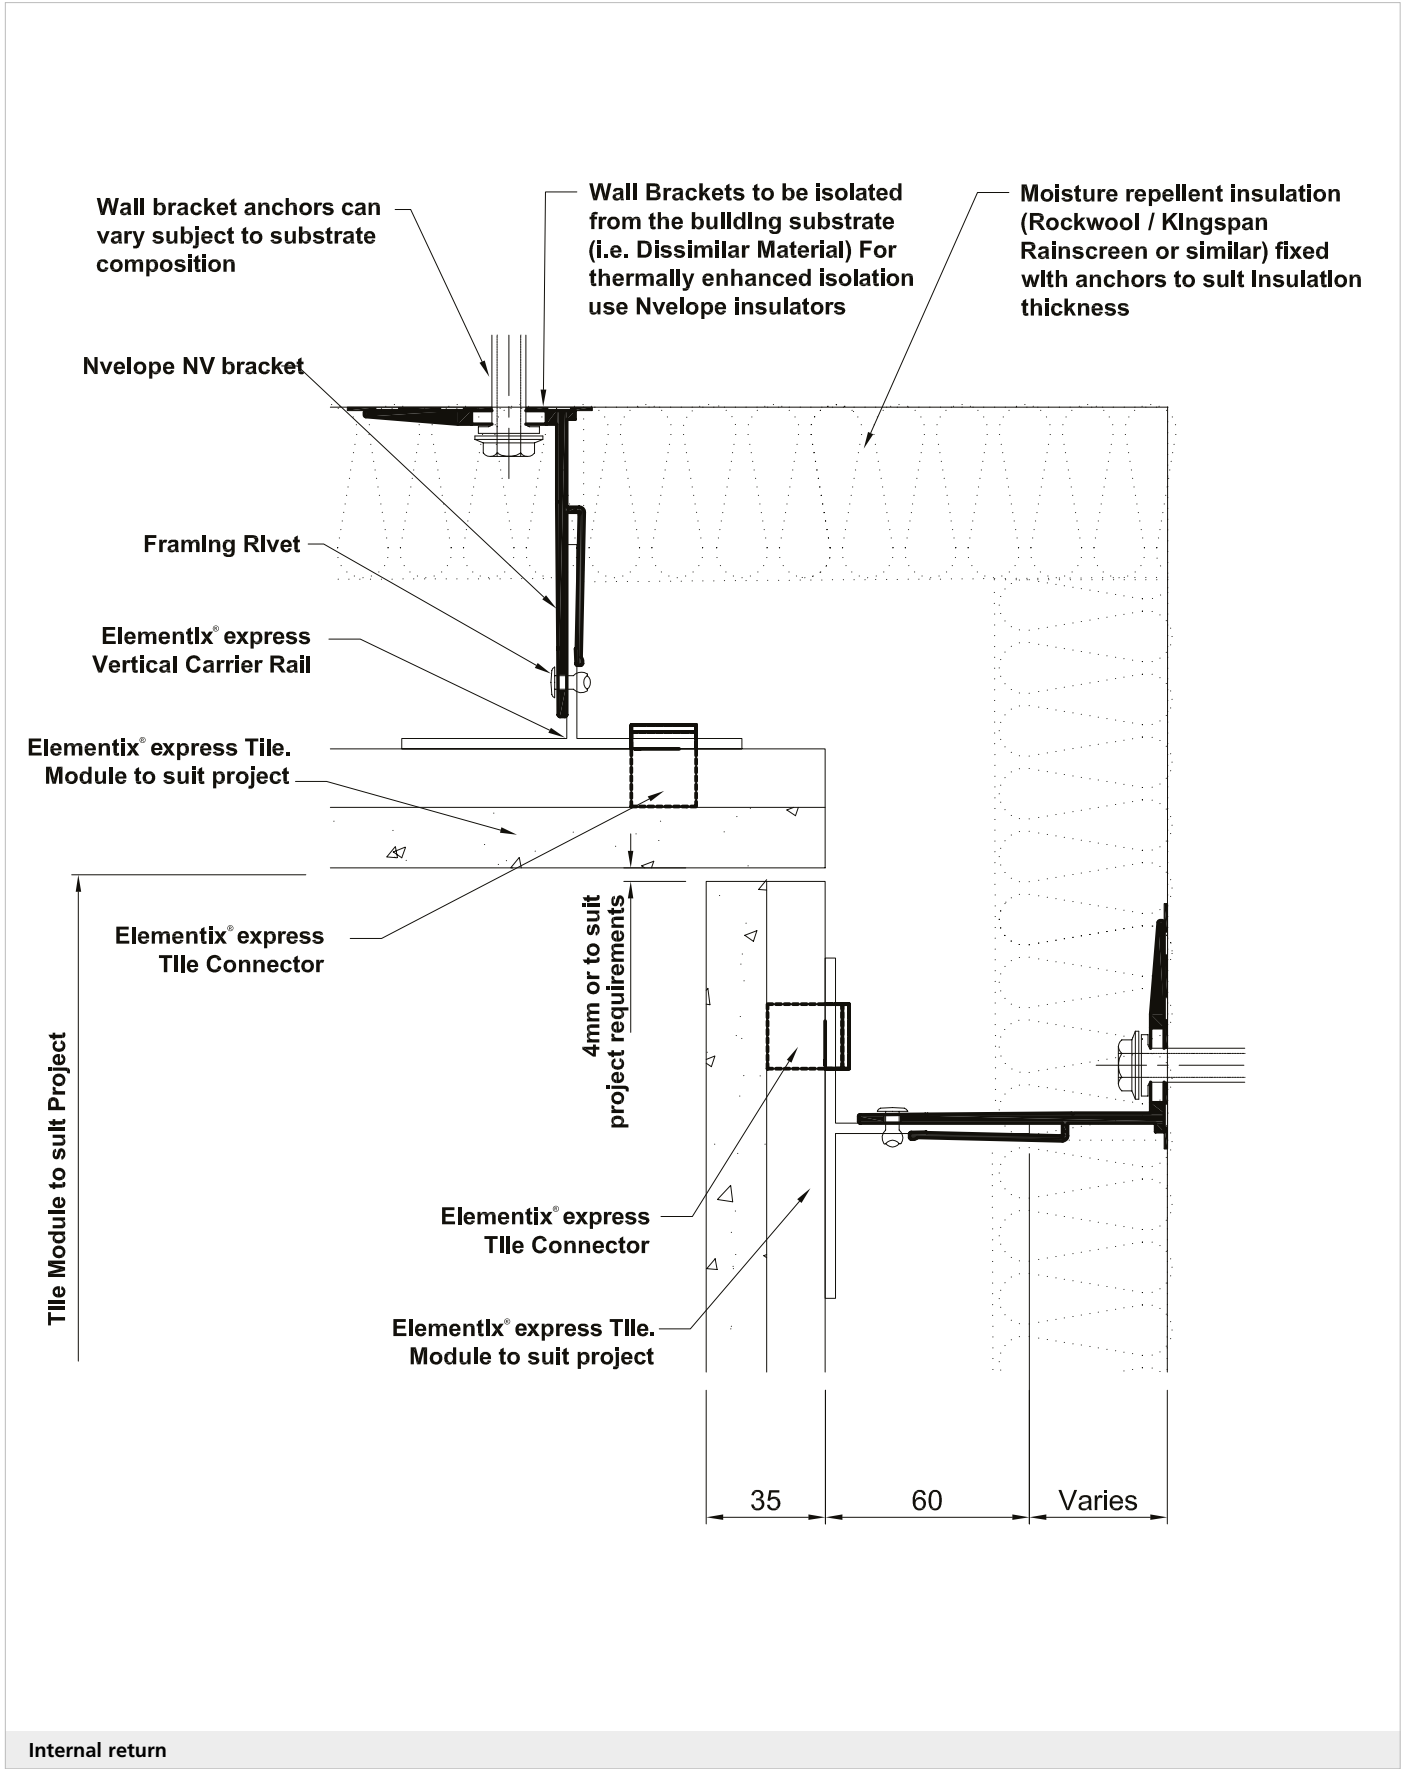 Wall bracket anchors can
vary subject to substrate
composition
Wall Brackets to be isolated
from the building substrate
(i.e. Dissimilar Material) For
thermally enhanced isolation
use Nvelope insulators
Moisture repellent insulation
(Rockwool / Kingspan
Rainscreen or similar) fixed
with anchors to suit insulation
thickness
Nvelope NV bracket
Framing Rivet
Elementix® express
Vertical Carrier Rail
Elementix® express Tile.
Module to suit project
Elementix® express
Tile Connector
4mm or to suit
project requirements
Tile Module to suit Project
Elementix® express
Tile Connector
Elementix® express Tile.
Module to suit project
35
60
Varies
Internal return